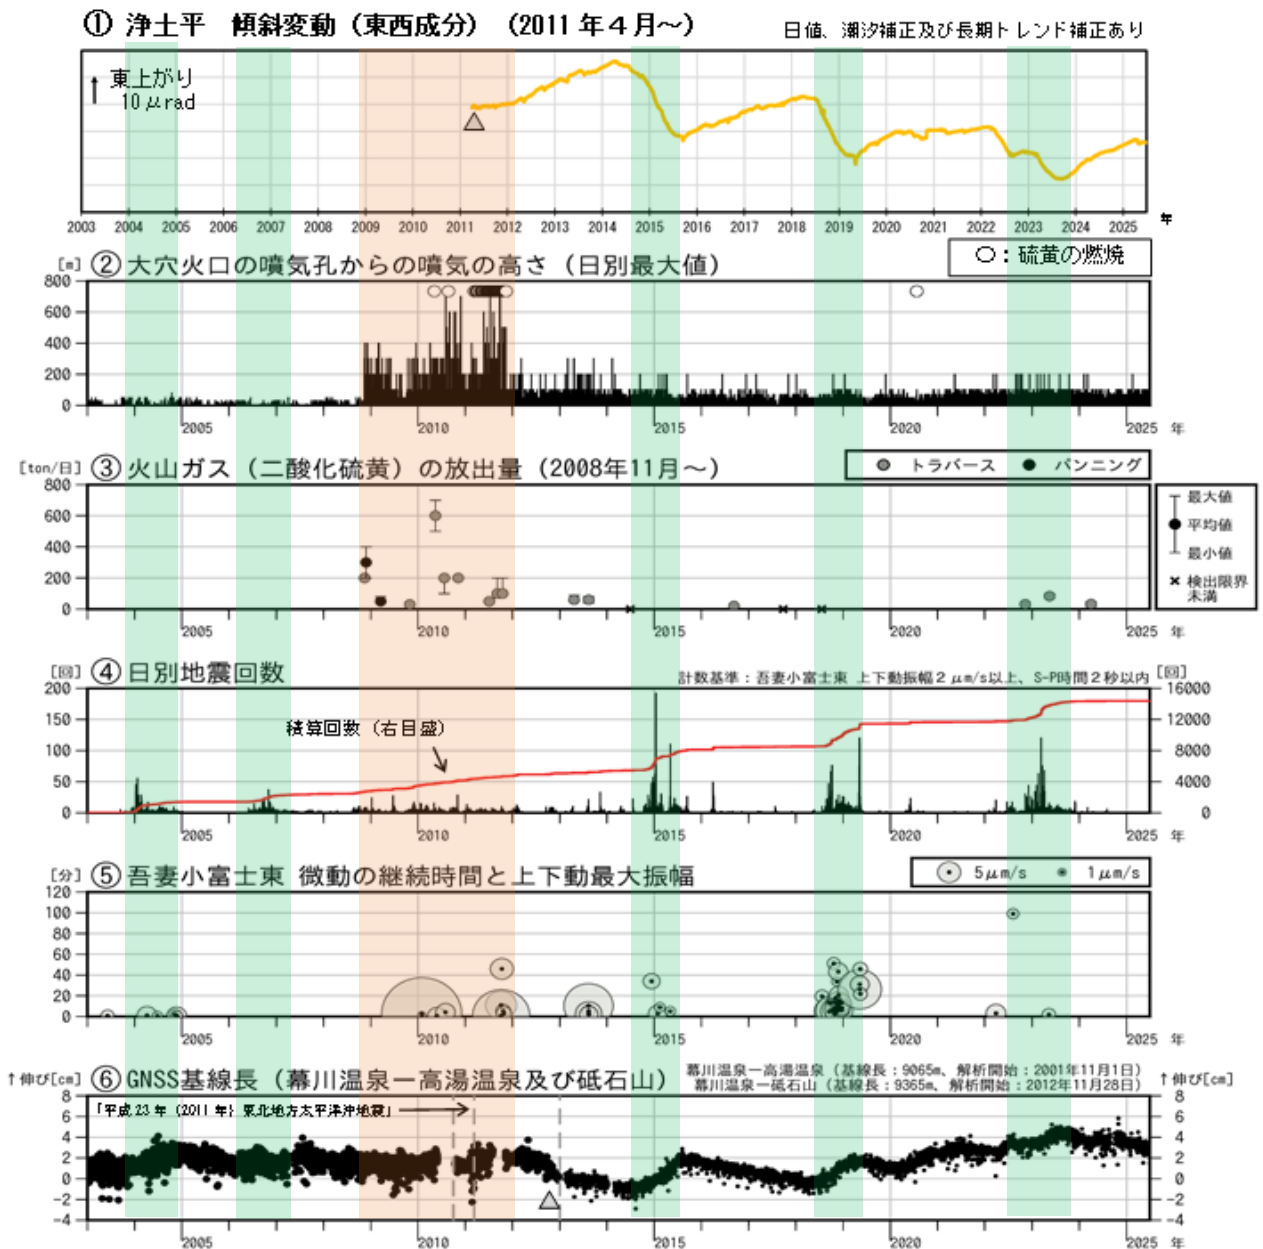 ① 浄土平 傾斜変動（東西成分）（2011年4月～）
日値、潮汐補正及び長期トレンド補正あり
東上がり
10μrad
2003 2004 2005 2006 2007 2008 2009 2010 2011 2012 2013 2014 2015 2016 2017 2018 2019 2020 2021 2022 2023 2024 2025 年
[m] ② 大穴火口の噴気孔からの噴気の高さ（日別最大値）
○：硫黄の燃焼
800
600
400
200
0
2005 2010 2015 2020 2025 年
[ton/日] ③ 火山ガス（二酸化硫黄）の放出量（2008年11月～）
トラバース パンニング
800
600
400
200
0
最大値
平均値
最小値
× 検出限界
未満
2005 2010 2015 2020 2025 年
[回] ④ 日別地震回数
計数基準：吾妻小富士東 上下動振幅2μm/s以上、S-P時間2秒以内 [回]
200 16000
150 12000
100 8000
50 4000
0 0
積算回数（右目盛）
2005 2010 2015 2020 2025 年
[分] ⑤ 吾妻小富士東 微動の継続時間と上下動最大振幅
5μm/s 1μm/s
120
100
80
60
40
20
0
2005 2010 2015 2020 2025 年
↑伸び[cm] ⑥ GNSS基線長（幕川温泉－高湯温泉及び砥石山）
幕川温泉－高湯温泉（基線長：9065m、解析開始：2001年11月1日）
幕川温泉－砥石山（基線長：9365m、解析開始：2012年11月28日）
↑伸び[cm]
「平成23年（2011年）東北地方太平洋沖地震」
8 8
6 6
4 4
2 2
0 0
-2 -2
-4 -4
2005 2010 2015 2020 2025 年